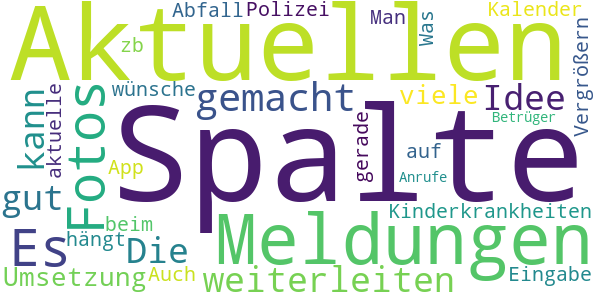 Abfall Polizei Man Was Kalender
Aktuellen
zb Vergrößern
wünsche gemacht viele Idee
kann aktuelle Fotos
Spalte
gerade Betrüger
App auf Anrufe
gut beim Kinderkrankheiten
Es hängt Die Meldungen
Umsetzung Auch weiterleiten Eingabe